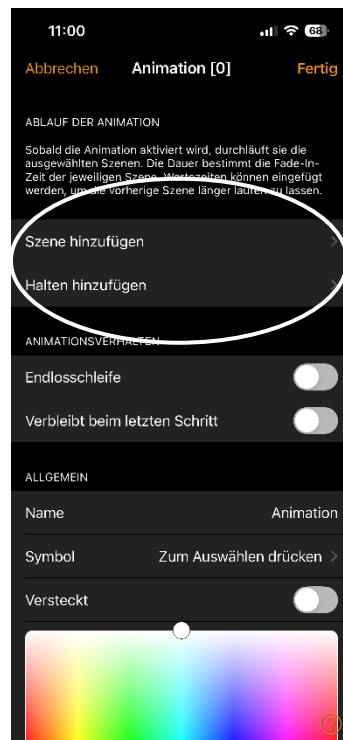 11:00
68
Abbrechen Animation [0] Fertig
ABLAUF DER ANIMATION
Sobald die Animation aktiviert wird, durchläuft sie die
ausgewählten Szenen. Die Dauer bestimmt die Fade-In-
Zeit der jeweiligen Szene. Wartezeiten können eingefügt
werden, um die vorherige Szene länger laufen zu lassen.
Szene hinzufügen
Halten hinzufügen
ANIMATIONSVERHALTEN
Endlosschleife
Verbleibt beim letzten Schritt
ALLGEMEIN
Name Animation
Symbol Zum Auswählen drücken
Versteckt
?